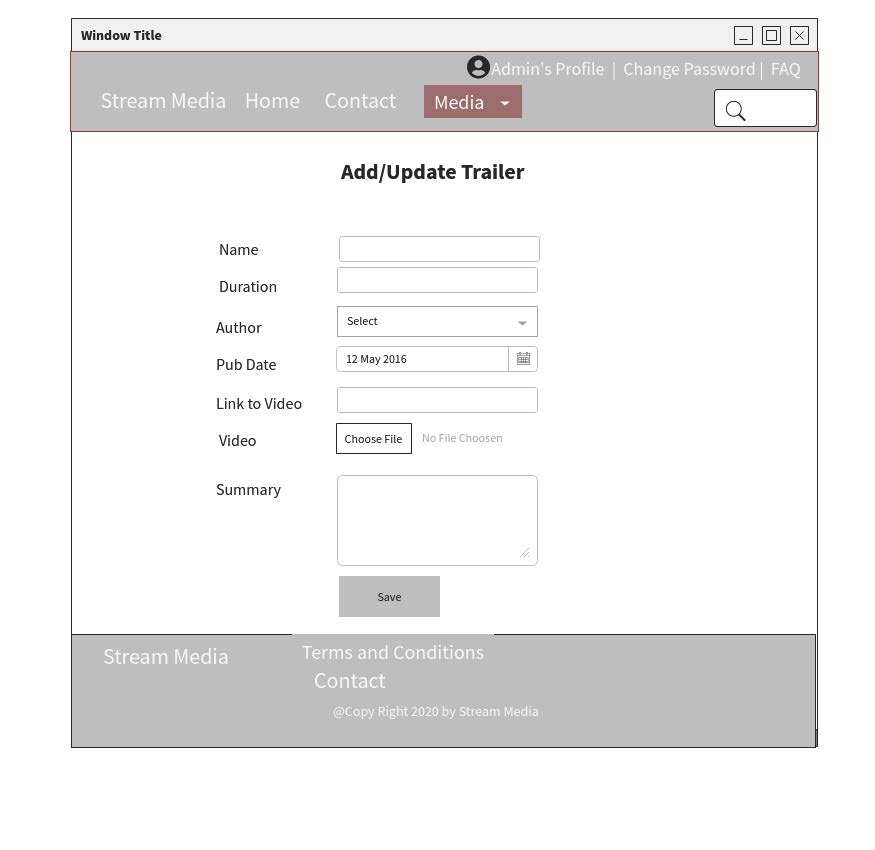 Window Title
Admin's Profile | Change Password | FAQ
Stream Media Home Contact Media
Add/Update Trailer
Name
Duration
Author Select
Pub Date 12 May 2016
Link to Video
Video Choose File No File Choosen
Summary
Save
Stream Media Terms and Conditions
Contact
@Copy Right 2020 by Stream Media